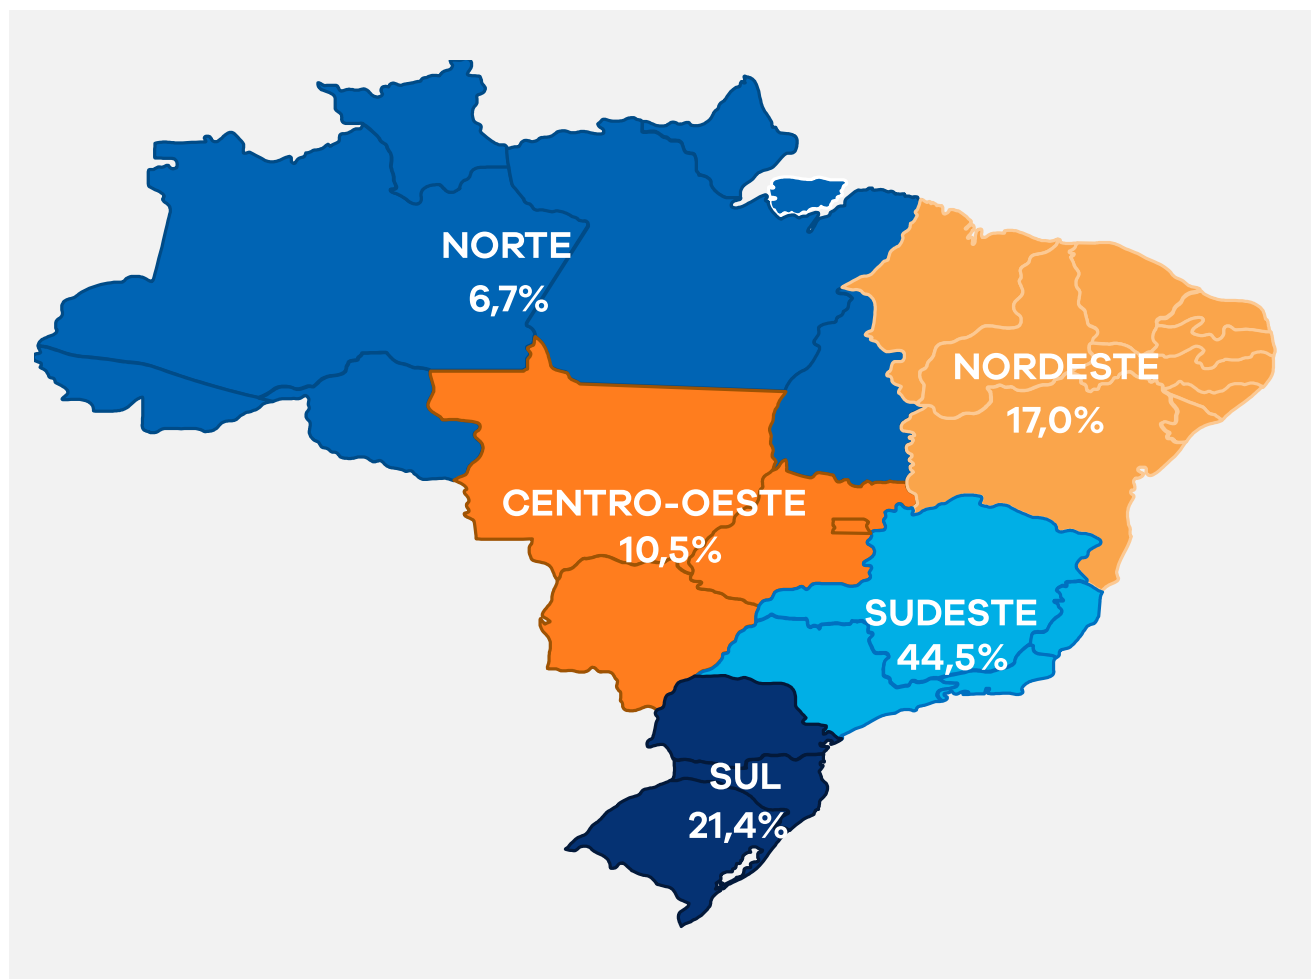 NORTE
6,7%
NORDESTE
17,0%
CENTRO-OESTE
10,5%
SUDESTE
44,5%
SUL
21,4%